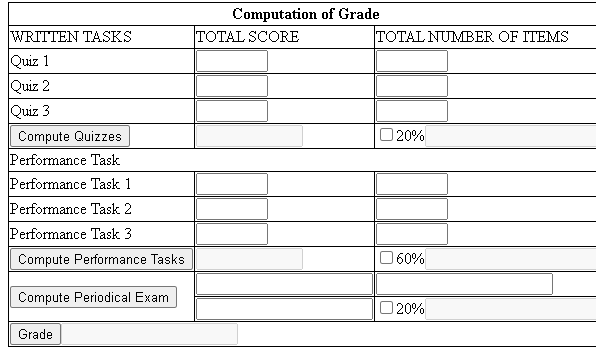 Computation of Grade
WRITTEN TASKS TOTAL SCORE TOTAL NUMBER OF ITEMS
Quiz 1
Quiz 2
Quiz 3
Compute Quizzes 20%
Performance Task
Performance Task 1
Performance Task 2
Performance Task 3
Compute Performance Tasks 60%
Compute Periodical Exam
20%
Grade